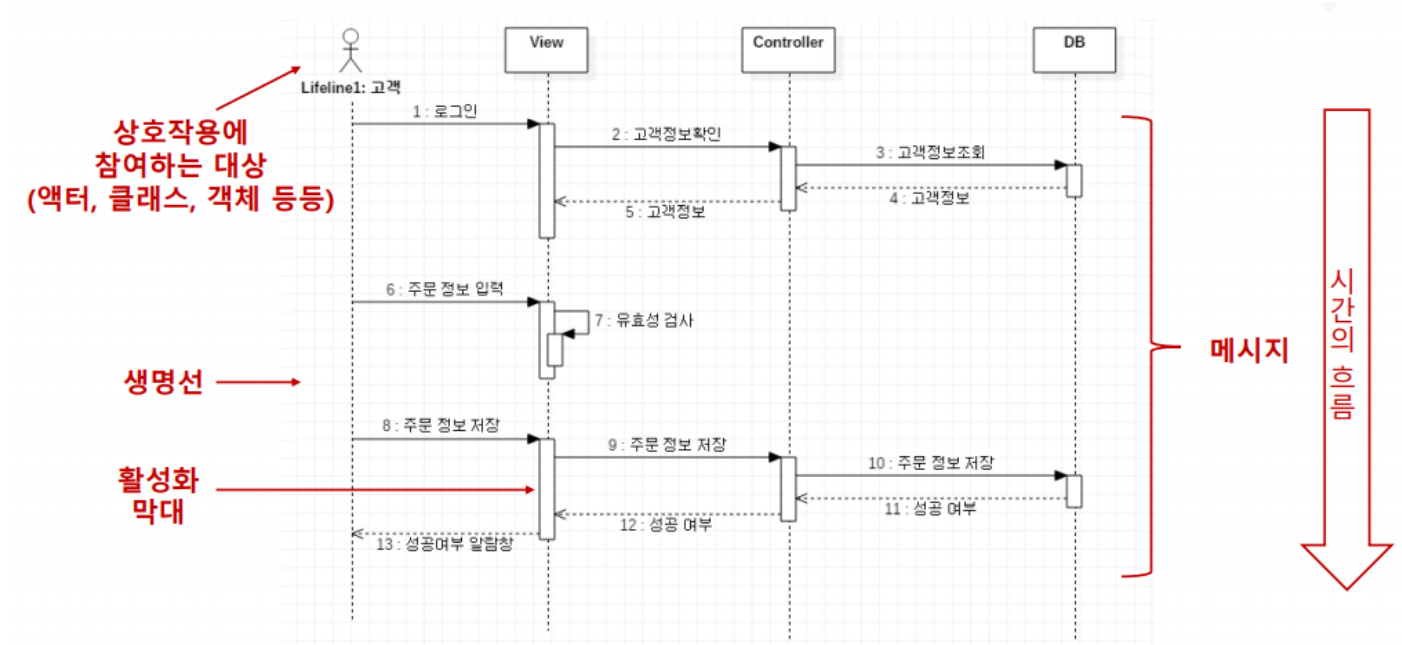 View
Controller
DB
Lifeline1: 고객
1 : 로그인
2 : 고객정보확인
3 : 고객정보조회
4 : 고객정보
5 : 고객정보
상호작용에
참여하는 대상
(액터, 클래스, 객체 등등)
6 : 주문 정보 입력
7 : 유효성 검사
생명선
8 : 주문 정보 저장
9 : 주문 정보 저장
10 : 주문 정보 저장
11 : 성공 여부
12 : 성공 여부
13 : 성공여부 알람창
활성화
막대
메시지
시간의 흐름